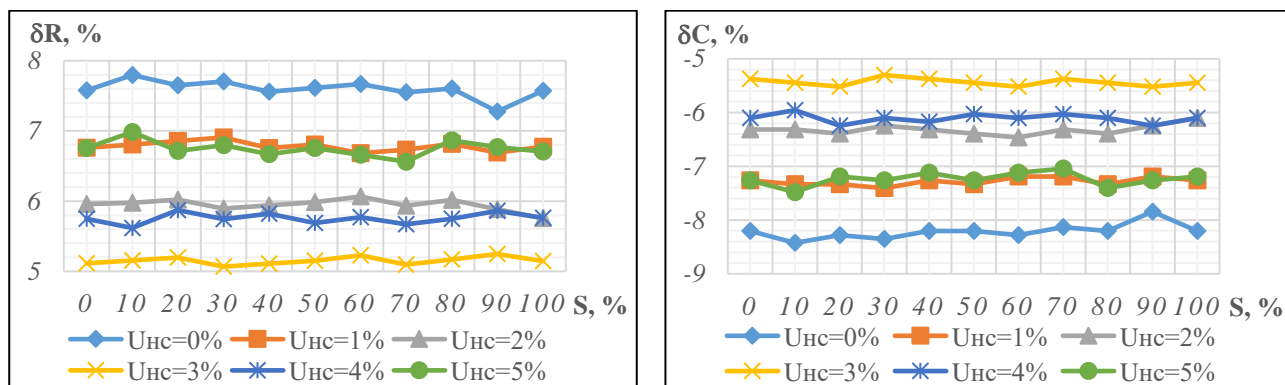 δR, %
8
7
6
5
0 10 20 30 40 50 60 70 80 90 100 S, %
Uнс=0% Uнс=1% Uнс=2%
Uнс=3% Uнс=4% Uнс=5%
δC, %
-5
-6
-7
-8
-9
0 10 20 30 40 50 60 70 80 90 100 S, %
Uнс=0% Uнс=1% Uнс=2%
Uнс=3% Uнс=4% Uнс=5%